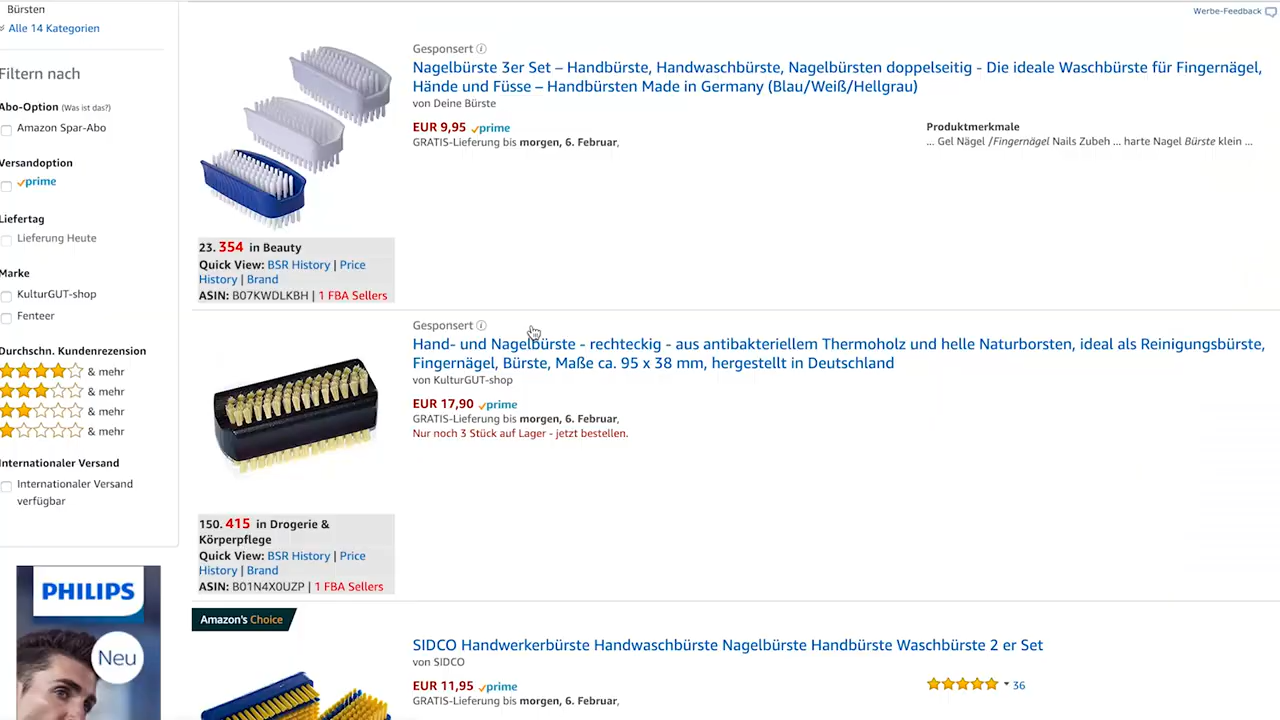 Bürsten
Alle 14 Kategorien
Filtern nach
Abo-Option (Was ist das?)
Amazon Spar-Abo
Versandoption
prime
Liefertag
Lieferung Heute
Marke
KulturGUT-shop
Fenteer
Durchschn. Kundenrezension
& mehr
& mehr
& mehr
& mehr
Internationaler Versand
Internationaler Versand
verfügbar
PHILIPS
Neu
Werbe-Feedback
Gesponsert
Nagelbürste 3er Set – Handbürste, Handwaschbürste, Nagelbürsten doppelseitig - Die ideale Waschbürste für Fingernägel,
Hände und Füsse – Handbürsten Made in Germany (Blau/Weiß/Hellgrau)
von Deine Bürste
EUR 9,95 prime
GRATIS-Lieferung bis morgen, 6. Februar,
Produktmerkmale
... Gel Nägel /Fingernägel Nails Zubeh ... harte Nagel Bürste klein ...
23. 354 in Beauty
Quick View: BSR History | Price
History | Brand
ASIN: B07KWDLKBH | 1 FBA Sellers
Gesponsert
Hand- und Nagelbürste - rechteckig - aus antibakteriellem Thermoholz und helle Naturborsten, ideal als Reinigungsbürste,
Fingernägel, Bürste, Maße ca. 95 x 38 mm, hergestellt in Deutschland
von KulturGUT-shop
EUR 17,90 prime
GRATIS-Lieferung bis morgen, 6. Februar,
Nur noch 3 Stück auf Lager - jetzt bestellen.
150. 415 in Drogerie &
Körperpflege
Quick View: BSR History | Price
History | Brand
ASIN: B01N4X0UZP | 1 FBA Sellers
Amazon's Choice
SIDCO Handwerkerbürste Handwaschbürste Nagelbürste Handbürste Waschbürste 2 er Set
von SIDCO
EUR 11,95 prime
GRATIS-Lieferung bis morgen, 6. Februar,
36